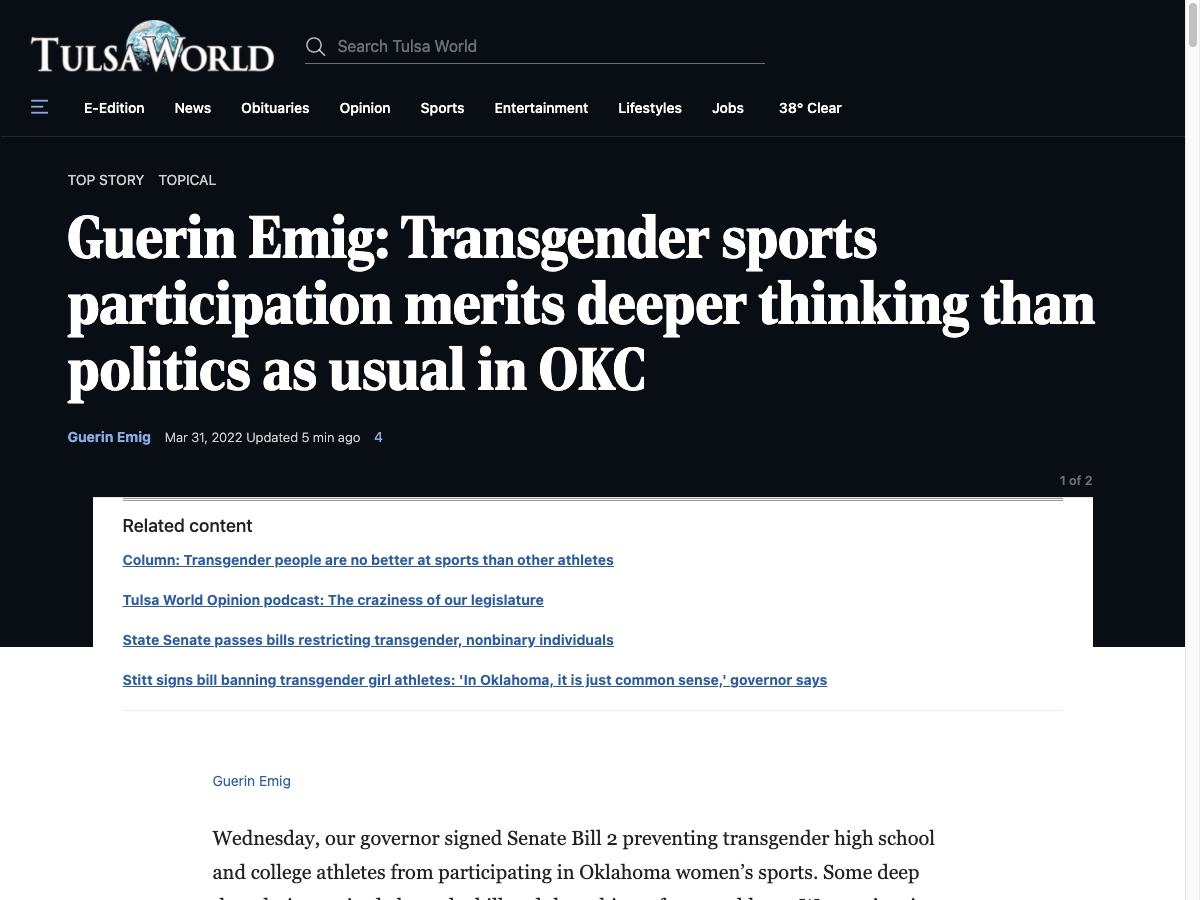 TULSA WORLD
Search Tulsa World
E-Edition News Obituaries Opinion Sports Entertainment Lifestyles Jobs 38° Clear
TOP STORY TOPICAL
Guerin Emig: Transgender sports
participation merits deeper thinking than
politics as usual in OKC
Guerin Emig Mar 31, 2022 Updated 5 min ago 4
1 of 2
Related content
Column: Transgender people are no better at sports than other athletes
Tulsa World Opinion podcast: The craziness of our legislature
State Senate passes bills restricting transgender, nonbinary individuals
Stitt signs bill banning transgender girl athletes: 'In Oklahoma, it is just common sense,' governor says
Guerin Emig
Wednesday, our governor signed Senate Bill 2 preventing transgender high school
and college athletes from participating in Oklahoma women’s sports. Some deep